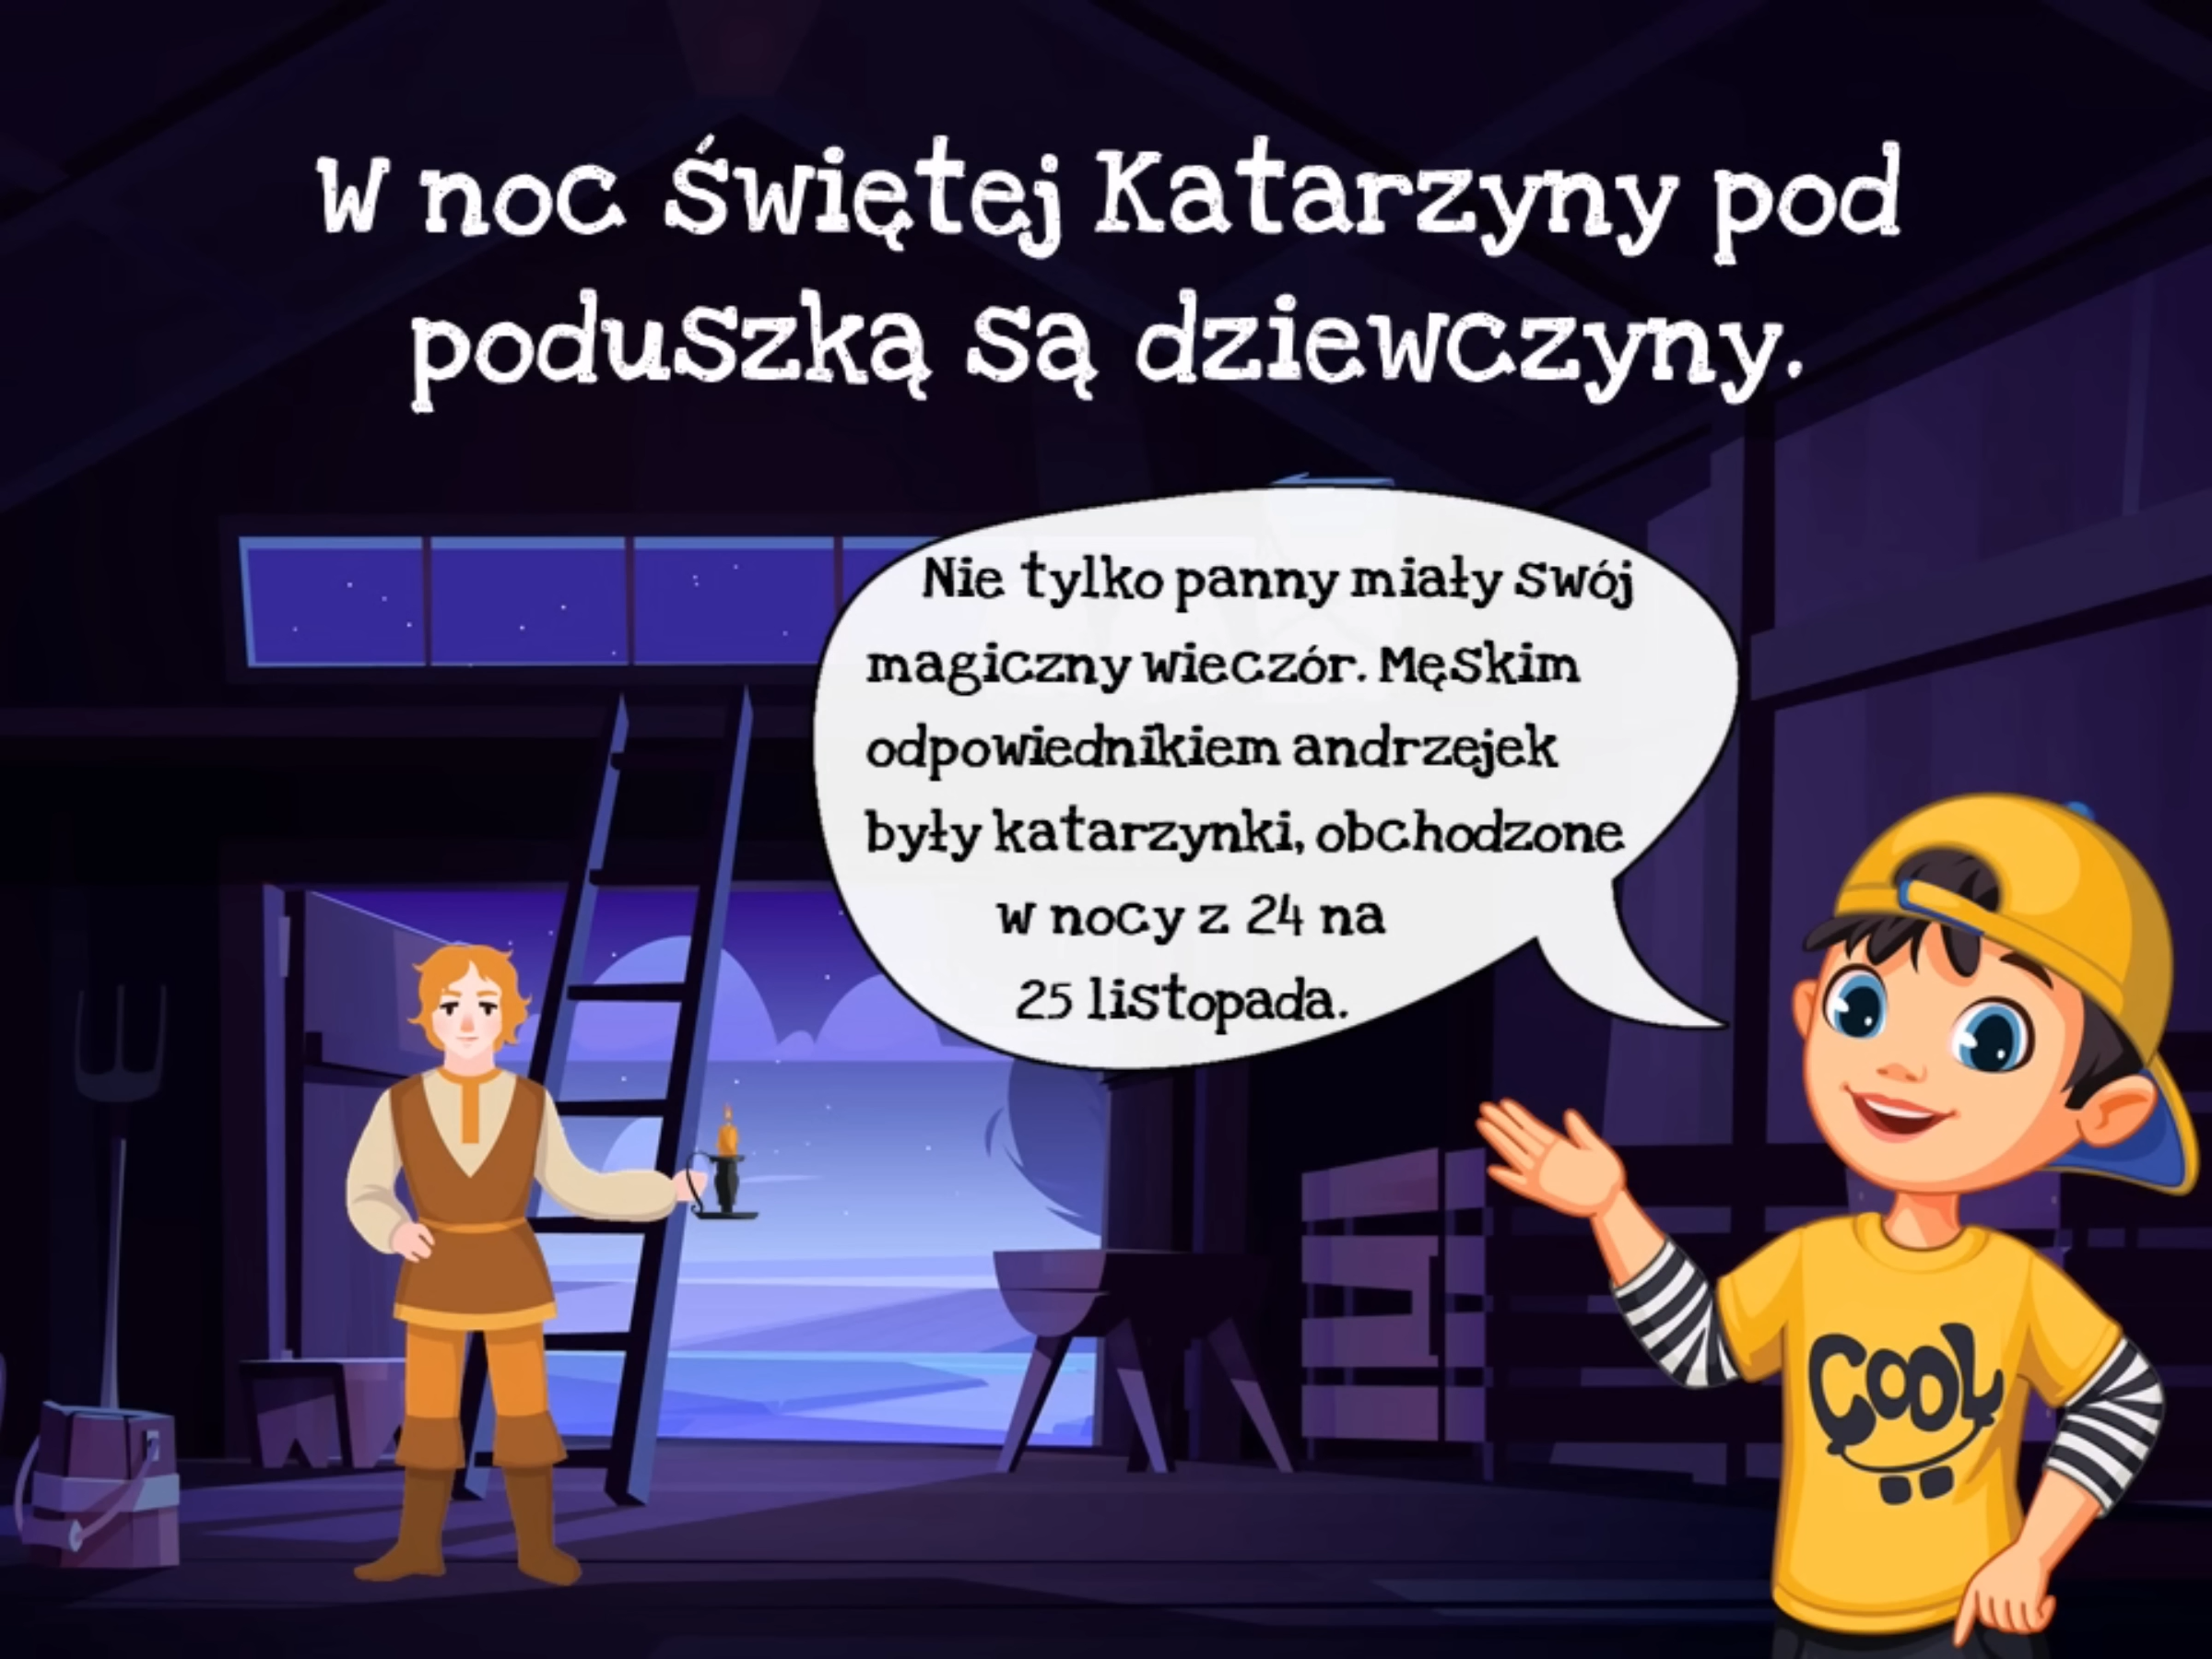 W noc Świętej Katarzyny pod
poduszką są dziewczyny.
Nie tylko panny miały swój
magiczny wieczór. Męskim
odpowiednikiem andrzejek
były katarzynki, obchodzone
w nocy z 24 na
25 listopada.
COOL